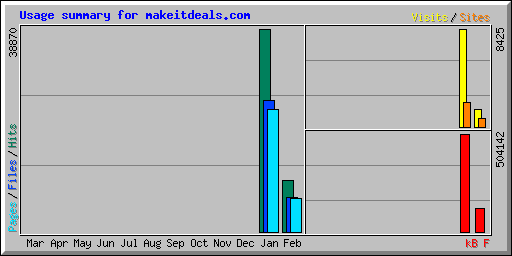 Usage summary for makeitdeals.com
Visits / Sites
38870
8425
504142
Pages / Files / Hits
Mar Apr May Jun Jul Aug Sep Oct Nov Dec Jan Feb
kB F